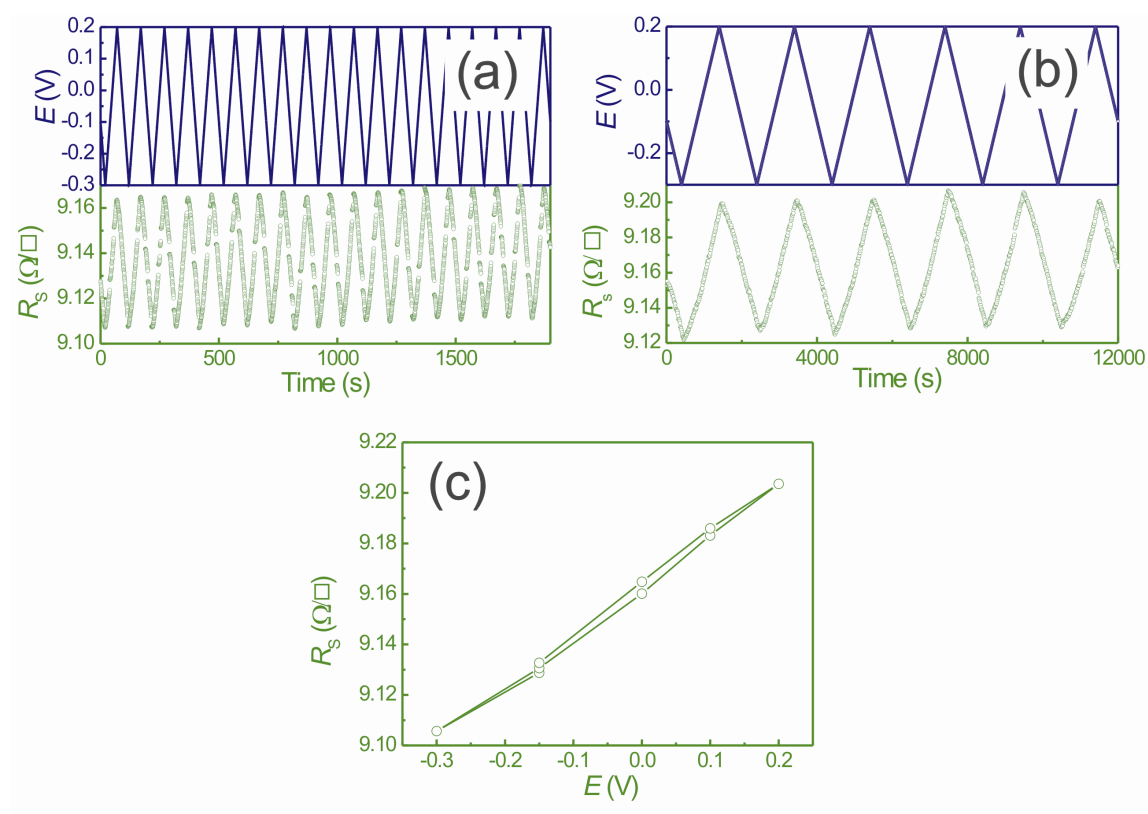 0.2
0.1
0.0
-0.1
-0.2
-0.3
E (V)
(a)
9.16
9.14
9.12
9.10
R_S (Ω/□)
0 500 1000 1500
Time (s)
0.2
0.0
-0.2
E (V)
(b)
9.20
9.18
9.16
9.14
9.12
R_s (Ω/□)
0 4000 8000 12000
Time (s)
9.22
9.20
9.18
9.16
9.14
9.12
9.10
R_S (Ω/□)
(c)
-0.3 -0.2 -0.1 0.0 0.1 0.2
E (V)